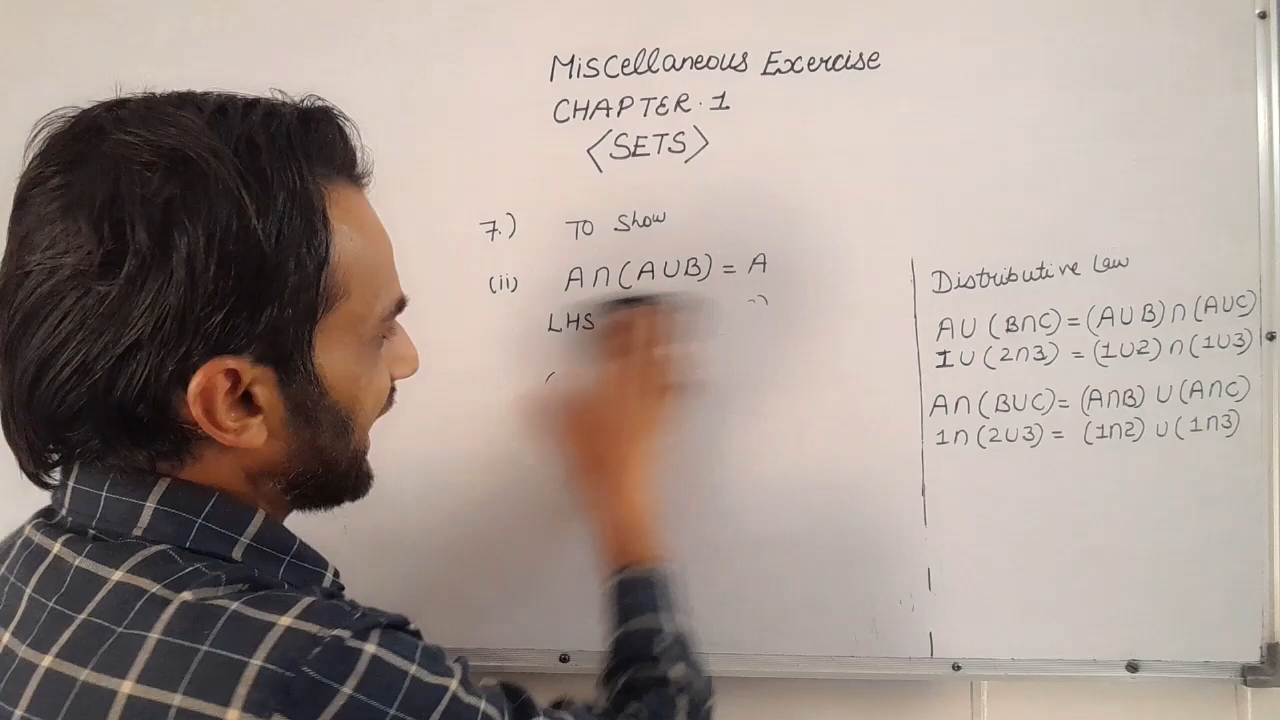 Miscellaneous Exercise
CHAPTER.1
<SETS>
7.) To Show
(ii) A∩(A∪B) = A
LHS
Distributive Law
A∪(B∩C)=(A∪B)∩(A∪C)
1∪(2∩3) = (1∪2)∩(1∪3)
A∩(B∪C)=(A∩B)∪(A∩C)
1∩(2∪3)= (1∩2)∪(1∩3)